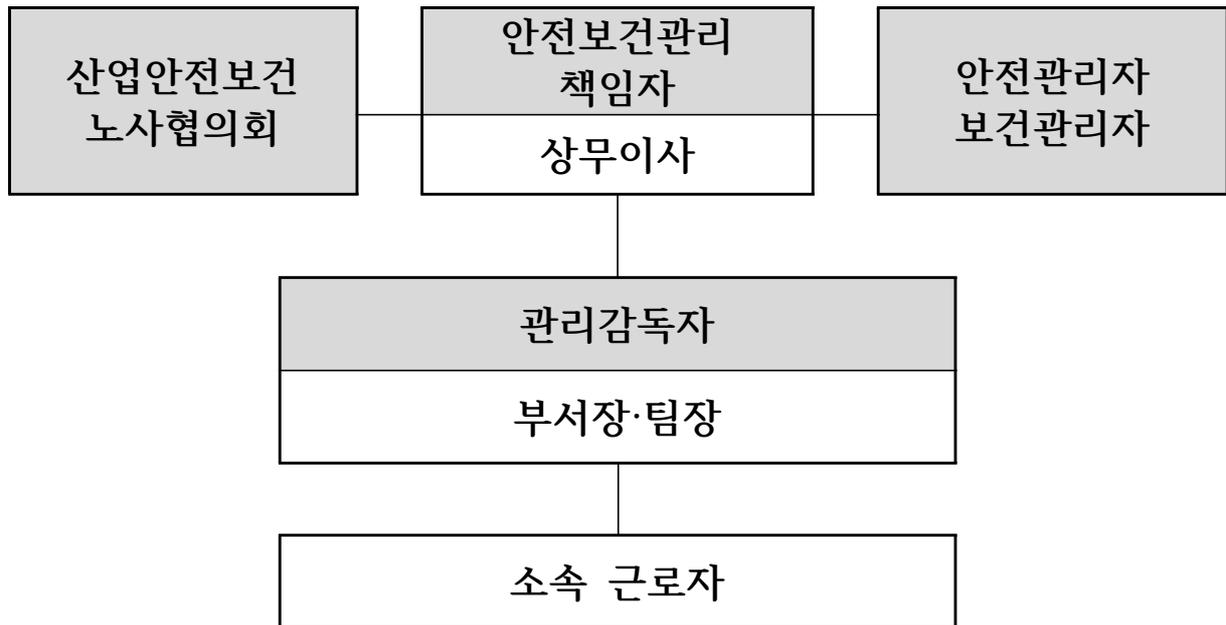 산업안전보건
노사협의회
안전보건관리
책임자
상무이사
안전관리자
보건관리자
관리감독자
부서장·팀장
소속 근로자